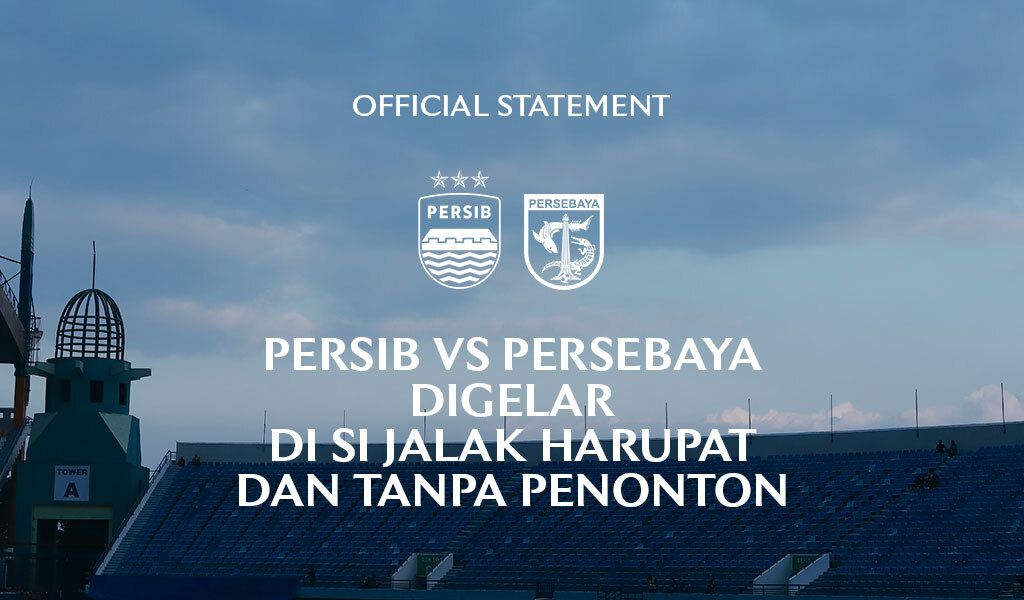 OFFICIAL STATEMENT
PERSIB
PERSEBAYA
PERSIB VS PERSEBAYA
DIGELAR
DI SI JALAK HARUPAT
DAN TANPA PENONTON
TOWER
A